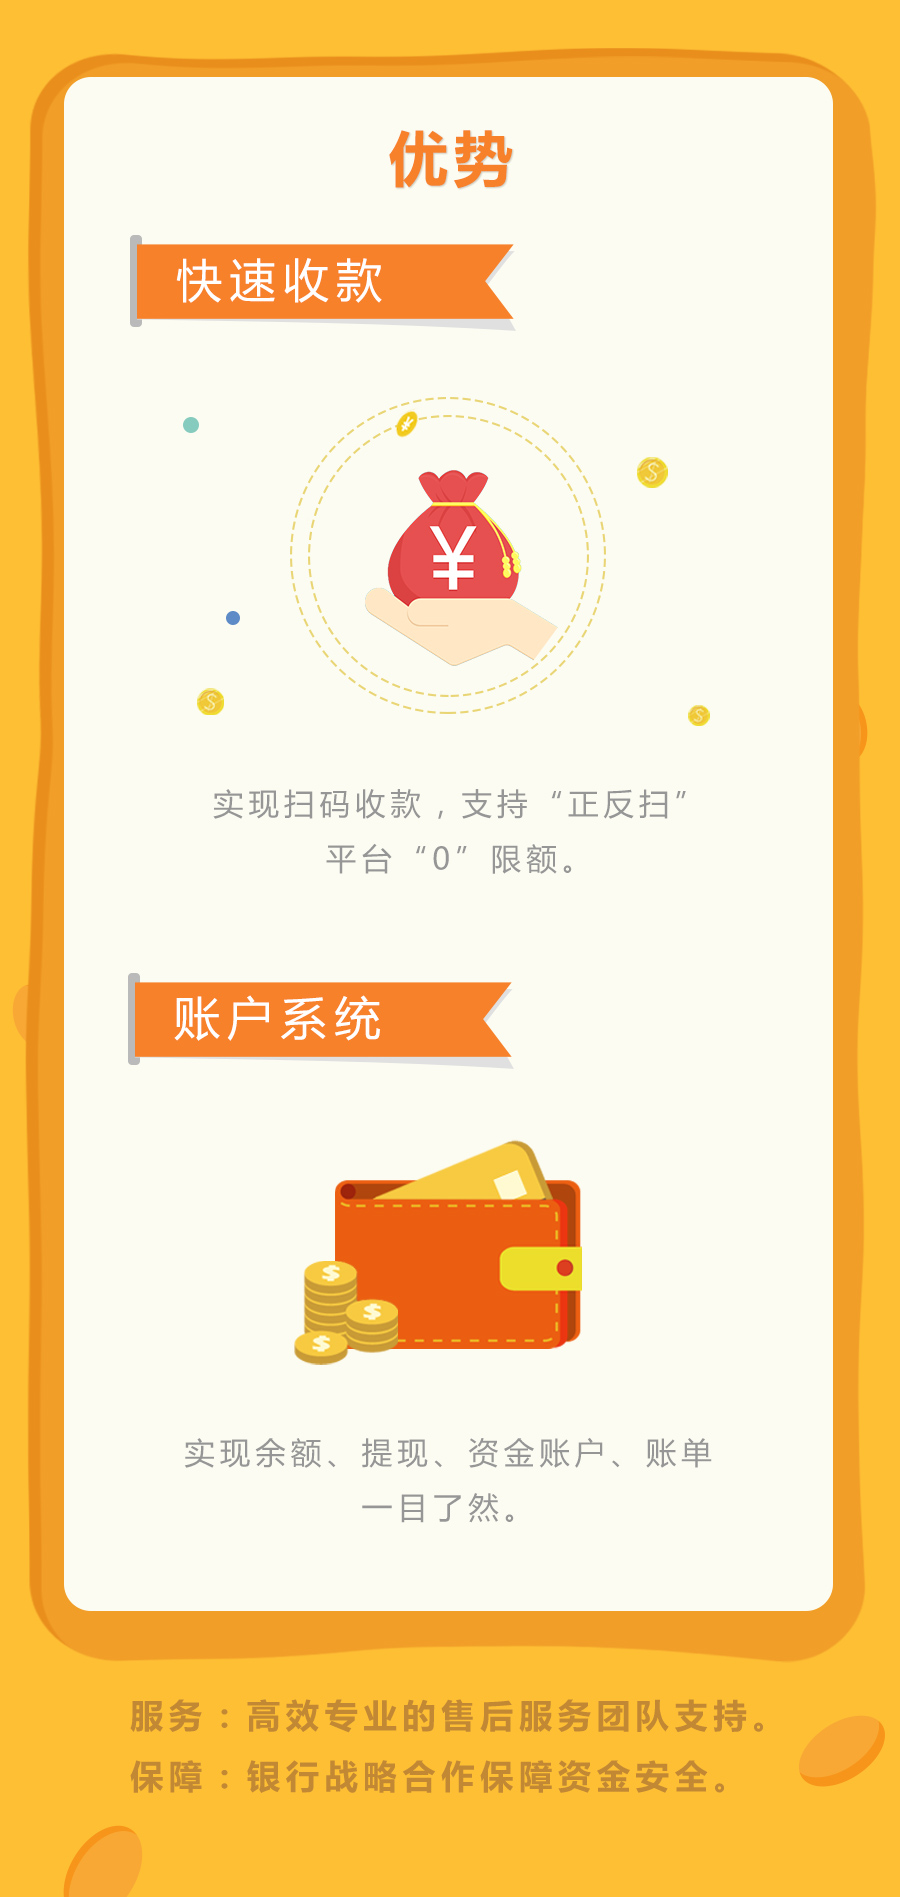 优势
快速收款
¥
实现扫码收款，支持“正反扫”
平台“0”限额。
账户系统
实现余额、提现、资金账户、账单
一目了然。
服务：高效专业的售后服务团队支持。
保障：银行战略合作保障资金安全。